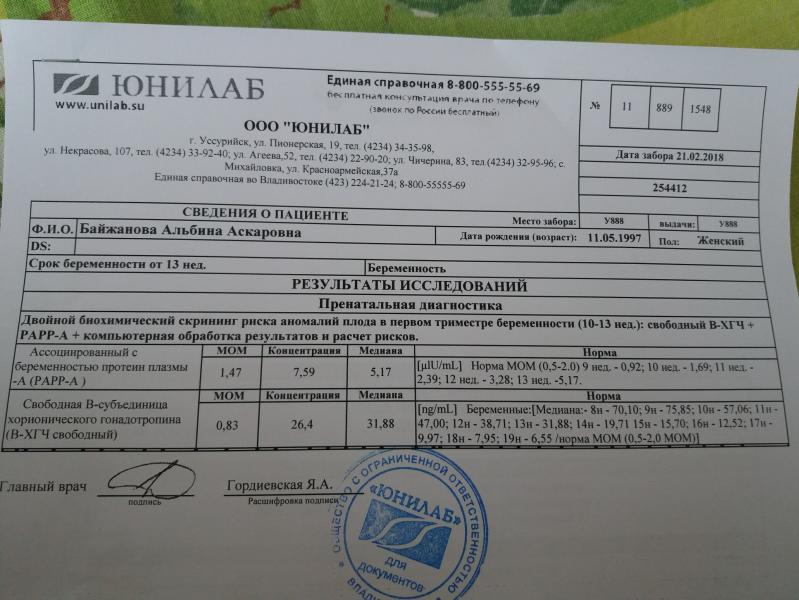 ЮНИЛАБ
www.unilab.su
Единая справочная 8-800-555-55-69
бесплатная консультация врача по телефону
(звонок по России бесплатный)
№ 11 889 1548
ООО "ЮНИЛАБ"
г. Уссурийск, ул. Пионерская, 19, тел. (4234) 34-35-98,
ул. Некрасова, 107, тел. (4234) 33-92-40; ул. Агеева,52, тел. (4234) 22-90-20; ул. Чичерина, 83, тел.(4234) 32-95-96; с.
Михайловка, ул. Красноармейская,37а
Единая справочная во Владивостоке (423) 224-21-24; 8-800-55555-69
Дата забора 21.02.2018
254412
СВЕДЕНИЯ О ПАЦИЕНТЕ
Место забора: У888 выдачи: У888
Ф.И.О. Байжанова Альбина Аскаровна
Дата рождения (возраст): 11.05.1997 Пол: Женский
DS:
Срок беременности от 13 нед. Беременность
РЕЗУЛЬТАТЫ ИССЛЕДОВАНИЙ
Пренатальная диагностика
Двойной биохимический скрининг риска аномалий плода в первом триместре беременности (10-13 нед.): свободный В-ХГЧ +
РАРР-А + компьютерная обработка результатов и расчет рисков.
Ассоциированный с
беременностью протеин плазмы
-А (РАРР-А )
МОМ Концентрация Медиана Норма
1,47 7,59 5,17
[µlU/mL] Норма МОМ (0,5-2.0) 9 нед. - 0,92; 10 нед. - 1,69; 11 нед. -
2,39; 12 нед. - 3,28; 13 нед. -5,17.
Свободная В-субъединица
хорионического гонадотропина
(В-ХГЧ свободный)
МОМ Концентрация Медиана Норма
0,83 26,4 31,88
[ng/mL] Беременные:[Медиана:- 8н - 70,10; 9н - 75,85; 10н - 57,06; 11н -
47,00; 12н - 38,71; 13н - 31,88; 14н - 19,71 15н - 15,70; 16н - 12,52; 17н -
9,97; 18н - 7,95; 19н - 6,55 /норма МОМ (0,5-2,0 МОМ)]
Главный врач
подпись
Гордиевская Я.А.
Расшифровка подписи
ОБЩЕСТВО С ОГРАНИЧЕННОЙ ОТВЕТСТВЕННОСТЬЮ
«ЮНИЛАБ»
для
документов